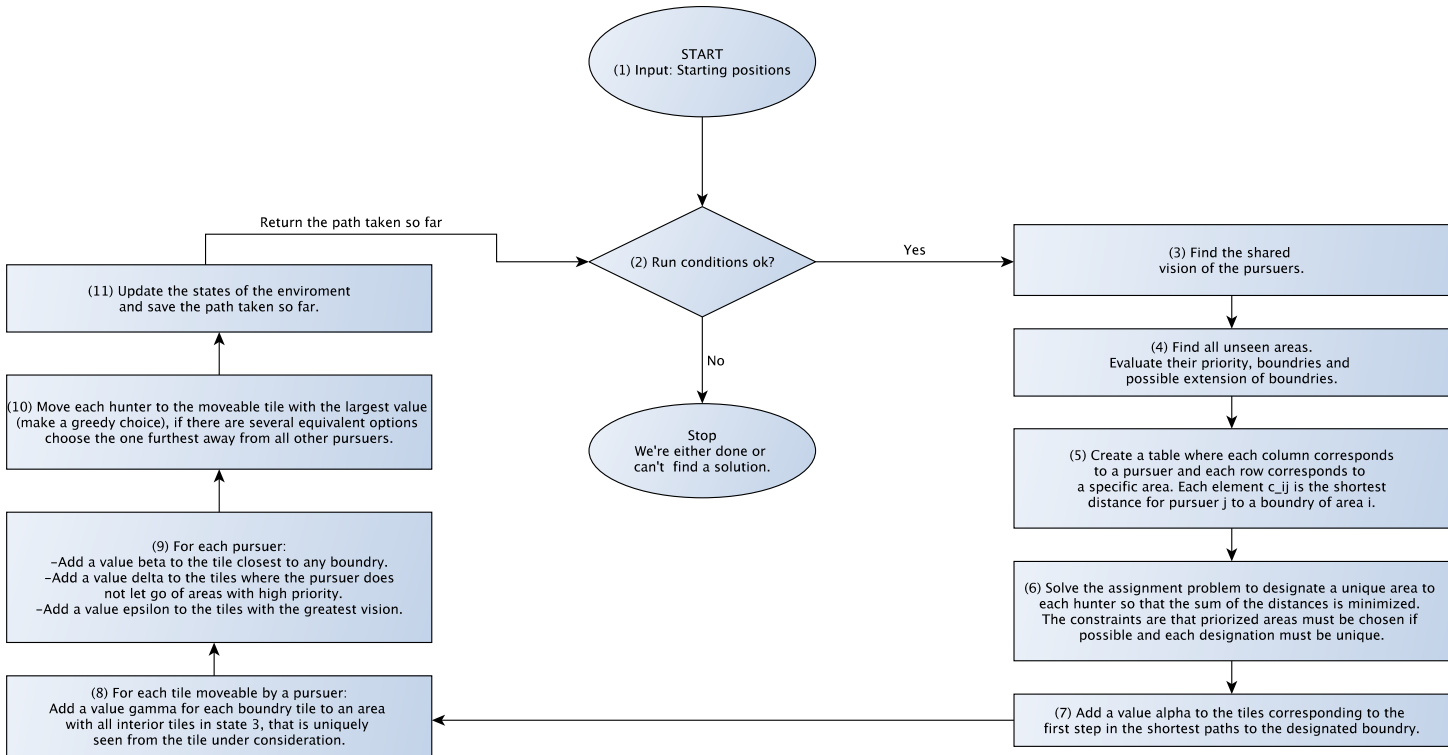 START
(1) Input: Starting positions
Return the path taken so far
(2) Run conditions ok?
Yes
No
Stop
We're either done or
can't find a solution.
(3) Find the shared
vision of the pursuers.
(4) Find all unseen areas.
Evaluate their priority, boundries and
possible extension of boundries.
(5) Create a table where each column corresponds
to a pursuer and each row corresponds to
a specific area. Each element c_ij is the shortest
distance for pursuer j to a boundry of area i.
(6) Solve the assignment problem to designate a unique area to
each hunter so that the sum of the distances is minimized.
The constraints are that priorized areas must be chosen if
possible and each designation must be unique.
(7) Add a value alpha to the tiles corresponding to the
first step in the shortest paths to the designated boundry.
(8) For each tile moveable by a pursuer:
Add a value gamma for each boundry tile to an area
with all interior tiles in state 3, that is uniquely
seen from the tile under consideration.
(9) For each pursuer:
-Add a value beta to the tile closest to any boundry.
-Add a value delta to the tiles where the pursuer does
not let go of areas with high priority.
-Add a value epsilon to the tiles with the greatest vision.
(10) Move each hunter to the moveable tile with the largest value
(make a greedy choice), if there are several equivalent options
choose the one furthest away from all other pursuers.
(11) Update the states of the enviroment
and save the path taken so far.